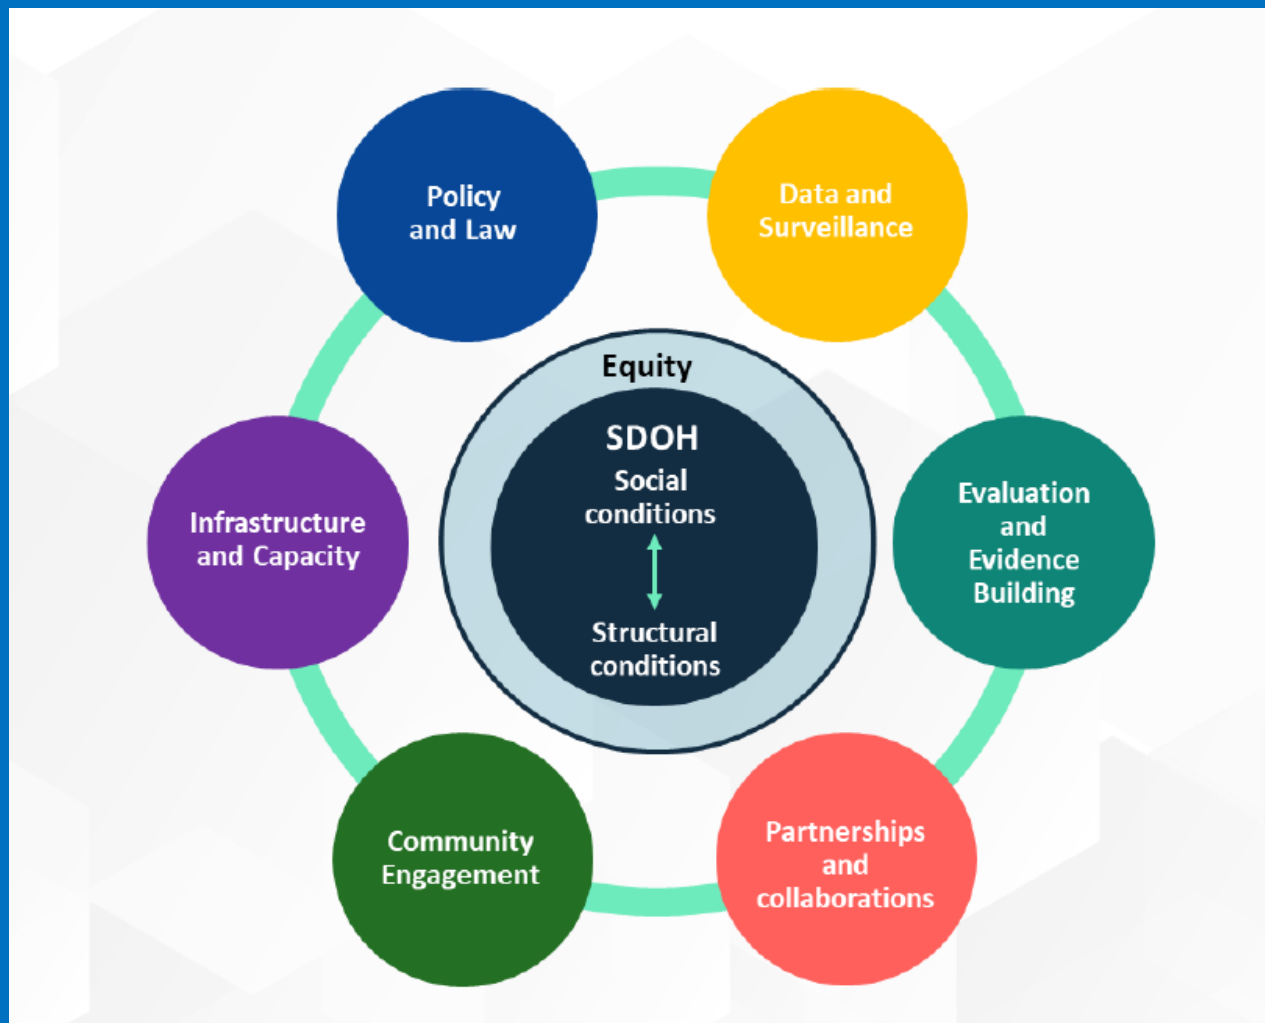 Policy
and Law
Data and
Surveillance
Equity
SDOH
Social
conditions
Structural
conditions
Infrastructure
and Capacity
Evaluation
and
Evidence
Building
Community
Engagement
Partnerships
and
collaborations